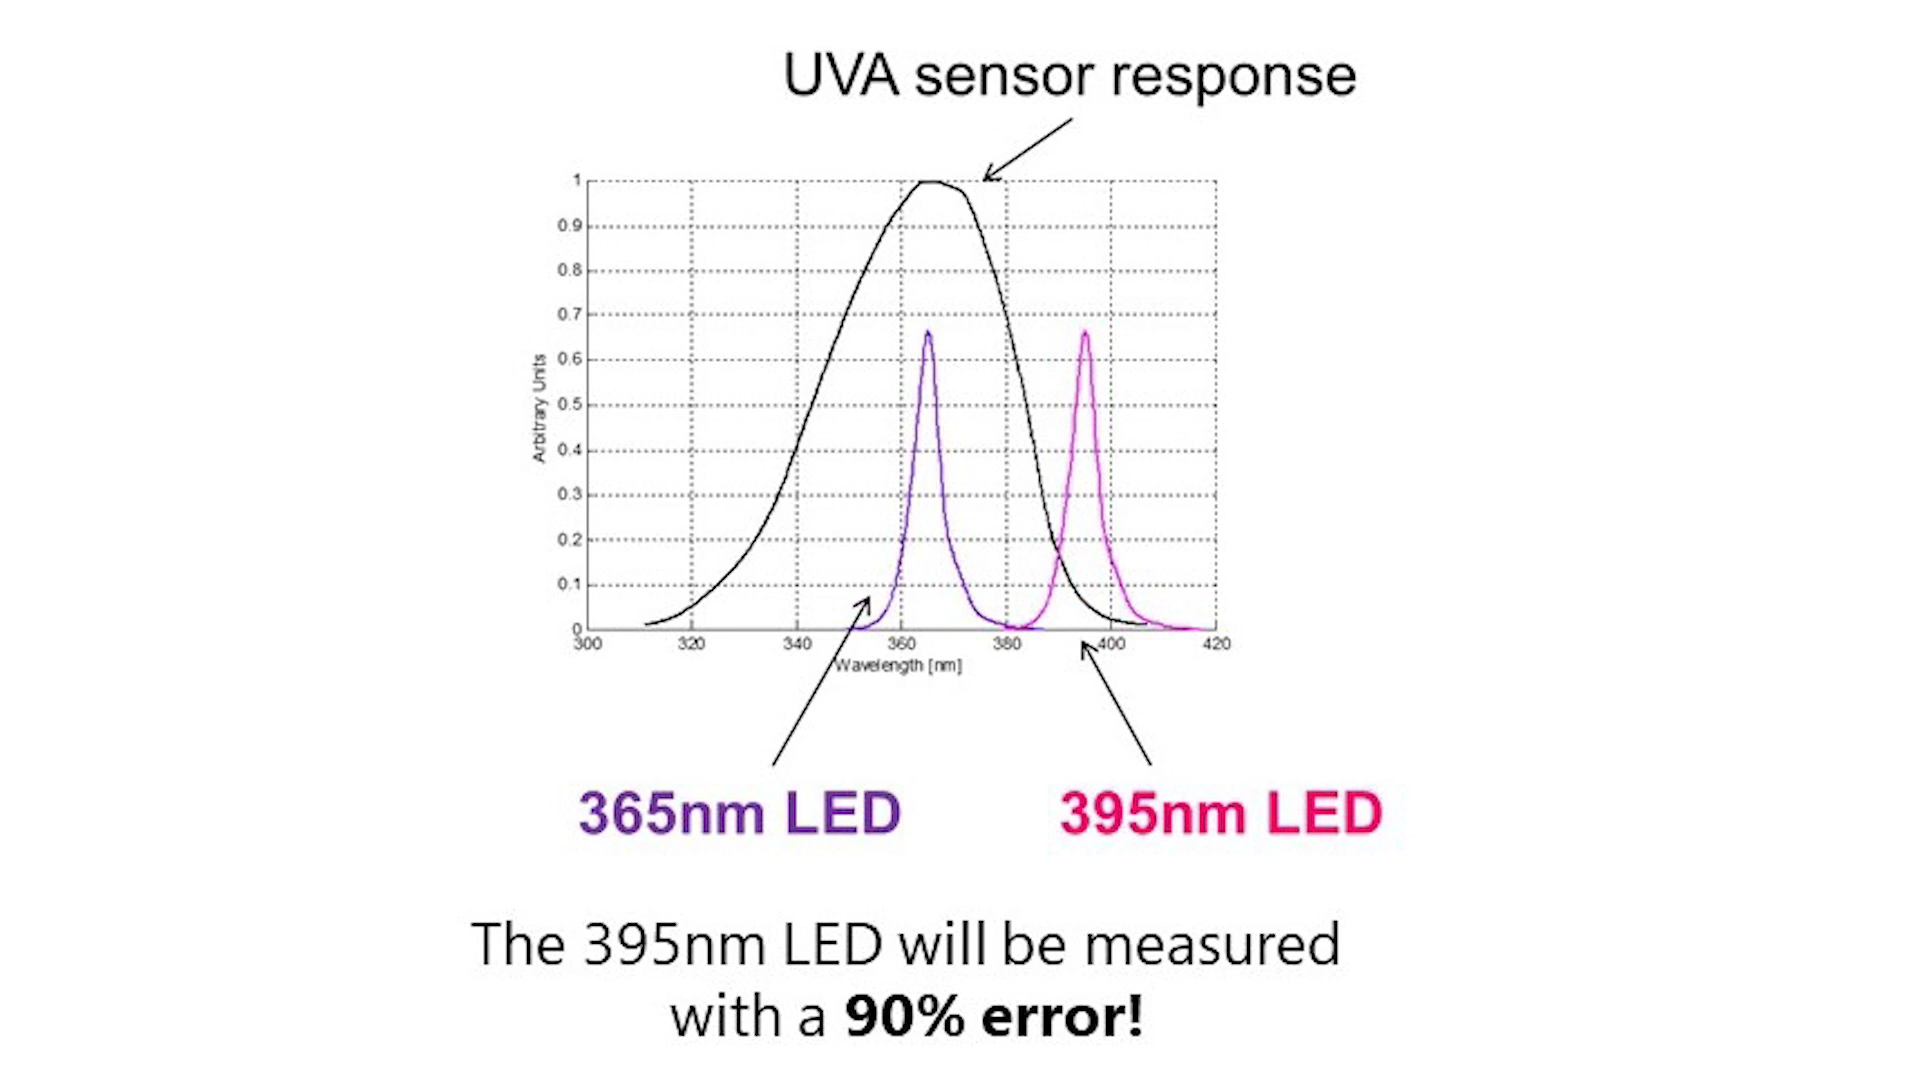 UVA sensor response
1
0.9
0.8
0.7
0.6
0.5
0.4
0.3
0.2
0.1
0
Arbitrary Units
300 320 340 360 380 400 420
Wavelength [nm]
365nm LED 395nm LED
The 395nm LED will be measured
with a 90% error!